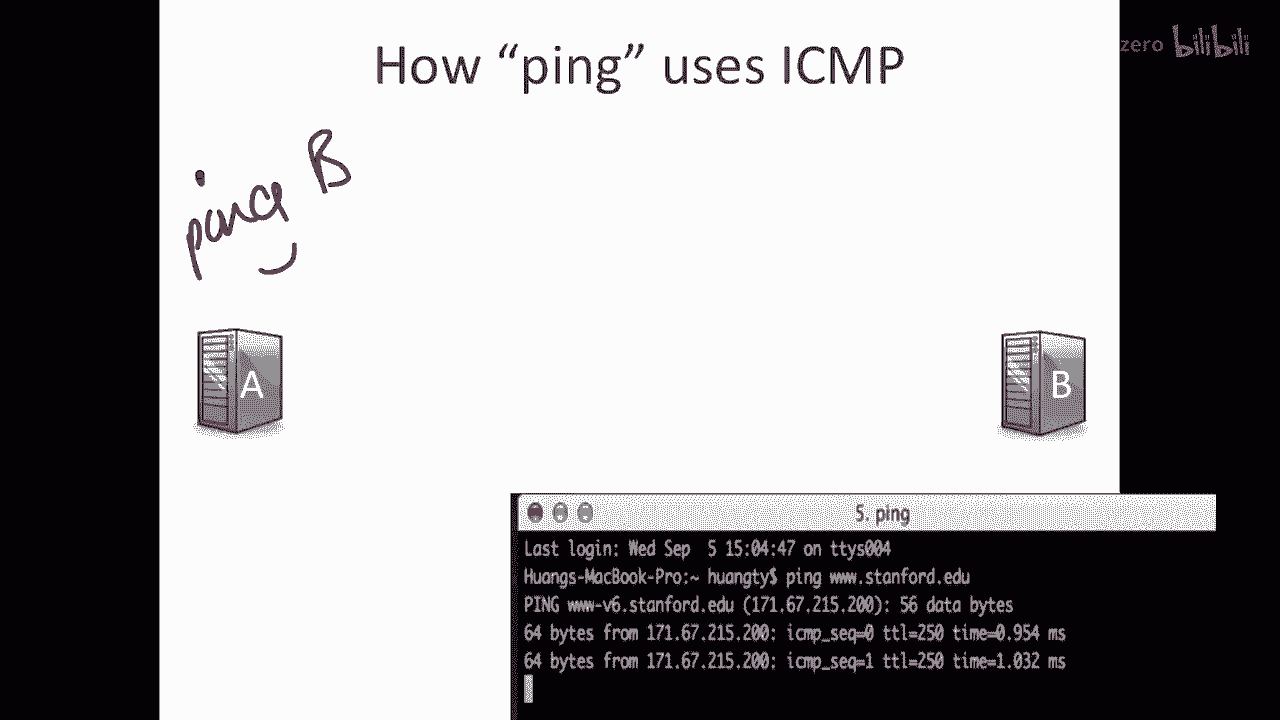 How “ping” uses ICMP
zero bilibili
ping B
A
B
5. ping
Last login: Wed Sep  5 15:04:47 on ttys004
Huangs-MacBook-Pro:~ huangty$ ping www.stanford.edu
PING www-v6.stanford.edu (171.67.215.200): 56 data bytes
64 bytes from 171.67.215.200: icmp_seq=0 ttl=250 time=0.954 ms
64 bytes from 171.67.215.200: icmp_seq=1 ttl=250 time=1.032 ms